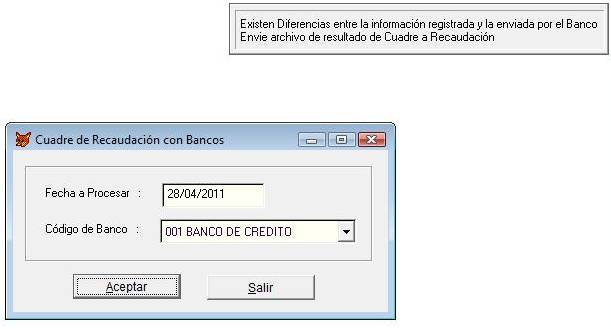 Existen Diferencias entre la información registrada y la enviada por el Banco
Envie archivo de resultado de Cuadre a Recaudación
Cuadre de Recaudación con Bancos
Fecha a Procesar : 28/04/2011
Código de Banco : 001 BANCO DE CREDITO
Aceptar Salir